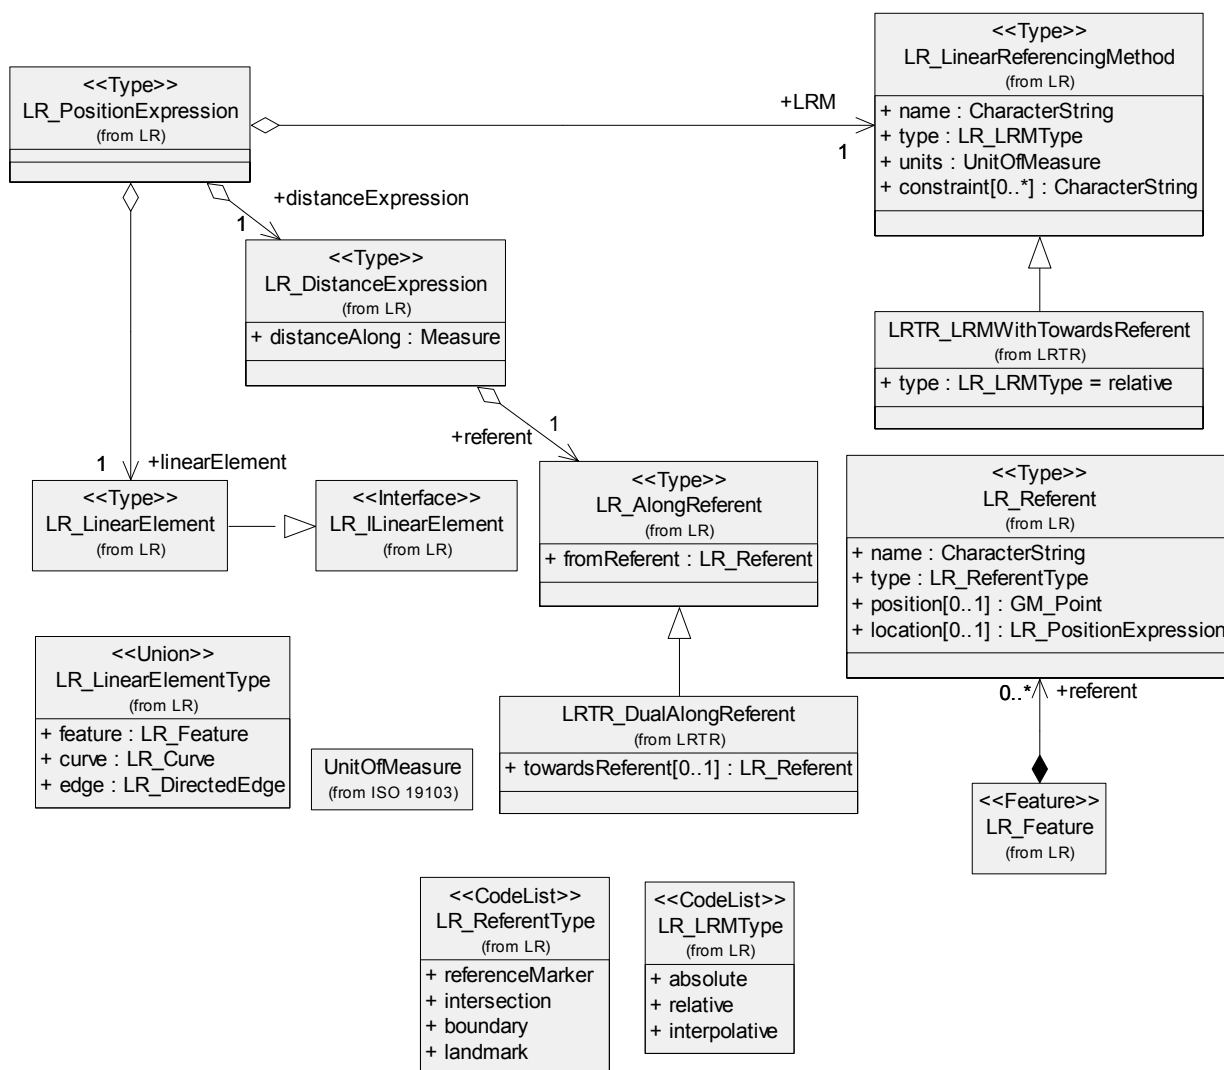 <<Type>>
LR_PositionExpression
(from LR)
+LRM
1
<<Type>>
LR_LinearReferencingMethod
(from LR)
+ name : CharacterString
+ type : LR_LRMType
+ units : UnitOfMeasure
+ constraint[0..*] : CharacterString
+distanceExpression
1
<<Type>>
LR_DistanceExpression
(from LR)
+ distanceAlong : Measure
LRTR_LRMWithTowardsReferent
(from LRTR)
+ type : LR_LRMType = relative
+referent
1
1
+linearElement
<<Type>>
LR_LinearElement
(from LR)
<<Interface>>
LR_ILinearElement
(from LR)
<<Type>>
LR_AlongReferent
(from LR)
+ fromReferent : LR_Referent
<<Type>>
LR_Referent
(from LR)
+ name : CharacterString
+ type : LR_ReferentType
+ position[0..1] : GM_Point
+ location[0..1] : LR_PositionExpression
<<Union>>
LR_LinearElementType
(from LR)
+ feature : LR_Feature
+ curve : LR_Curve
+ edge : LR_DirectedEdge
UnitOfMeasure
(from ISO 19103)
LRTR_DualAlongReferent
(from LRTR)
+ towardsReferent[0..1] : LR_Referent
0..*
+referent
<<Feature>>
LR_Feature
(from LR)
<<CodeList>>
LR_ReferentType
(from LR)
+ referenceMarker
+ intersection
+ boundary
+ landmark
<<CodeList>>
LR_LRMType
(from LR)
+ absolute
+ relative
+ interpolative